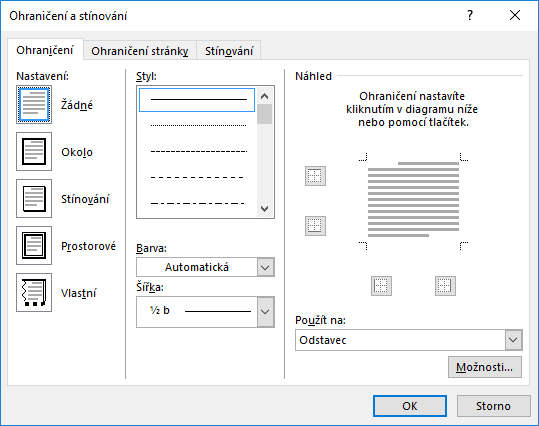 Ohraničení a stínování
?
Ohraničení
Ohraničení stránky
Stínování
Nastavení:
Žádné
Okolo
Stínování
Prostorové
Vlastní
Styl:
Barva:
Automatická
Šířka:
½ b
Náhled
Ohraničení nastavíte
kliknutím v diagramu níže
nebo pomocí tlačítek.
Použít na:
Odstavec
Možnosti...
OK
Storno